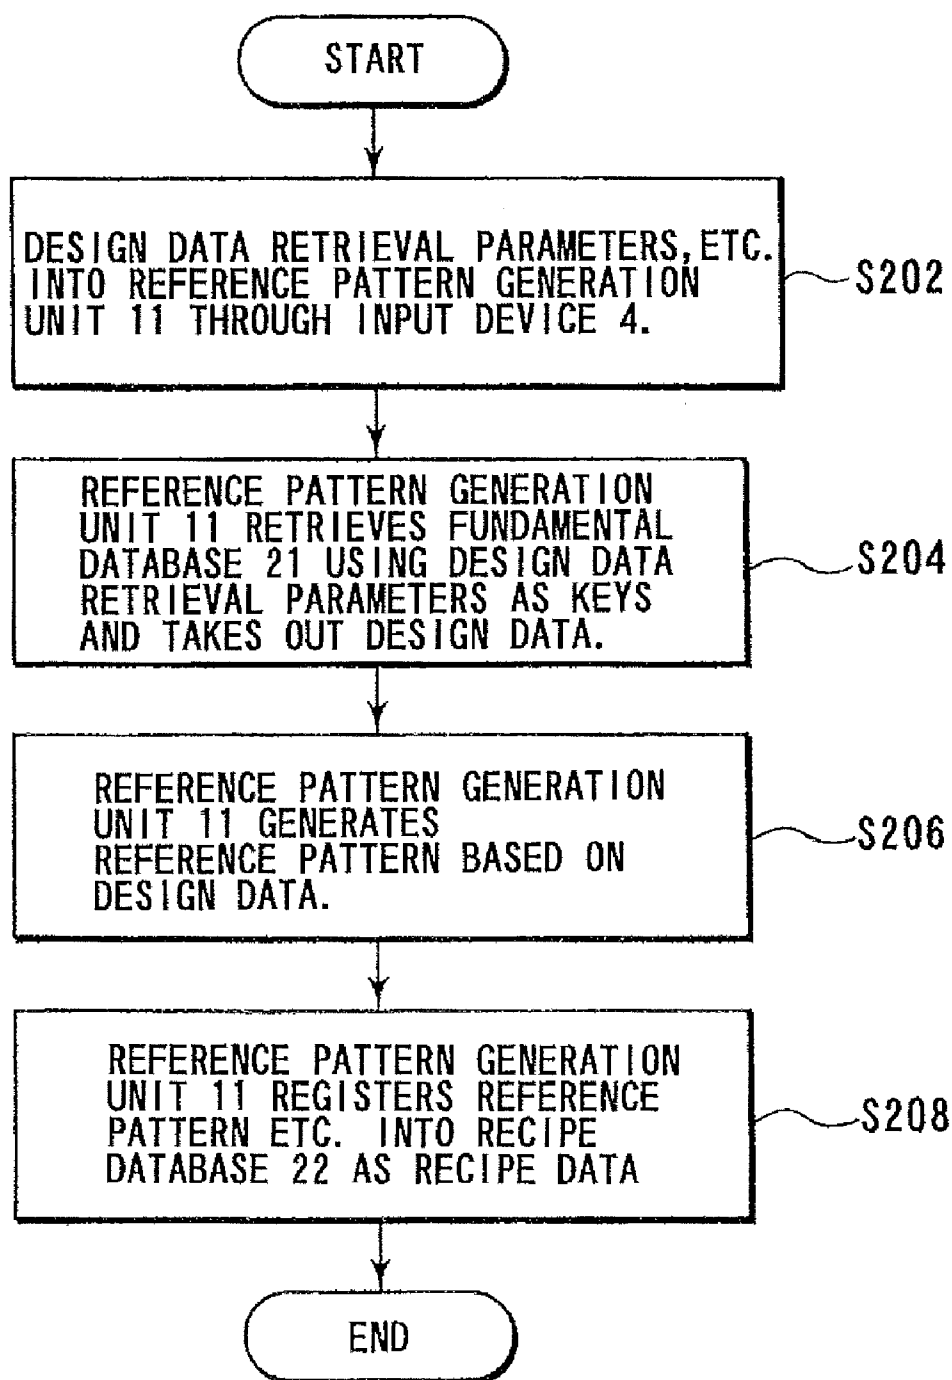 START
DESIGN DATA RETRIEVAL PARAMETERS, ETC.
INTO REFERENCE PATTERN GENERATION
UNIT 11 THROUGH INPUT DEVICE 4.
S202
REFERENCE PATTERN GENERATION
UNIT 11 RETRIEVES FUNDAMENTAL
DATABASE 21 USING DESIGN DATA
RETRIEVAL PARAMETERS AS KEYS
AND TAKES OUT DESIGN DATA.
S204
REFERENCE PATTERN GENERATION
UNIT 11 GENERATES
REFERENCE PATTERN BASED ON
DESIGN DATA.
S206
REFERENCE PATTERN GENERATION
UNIT 11 REGISTERS REFERENCE
PATTERN ETC. INTO RECIPE
DATABASE 22 AS RECIPE DATA
S208
END